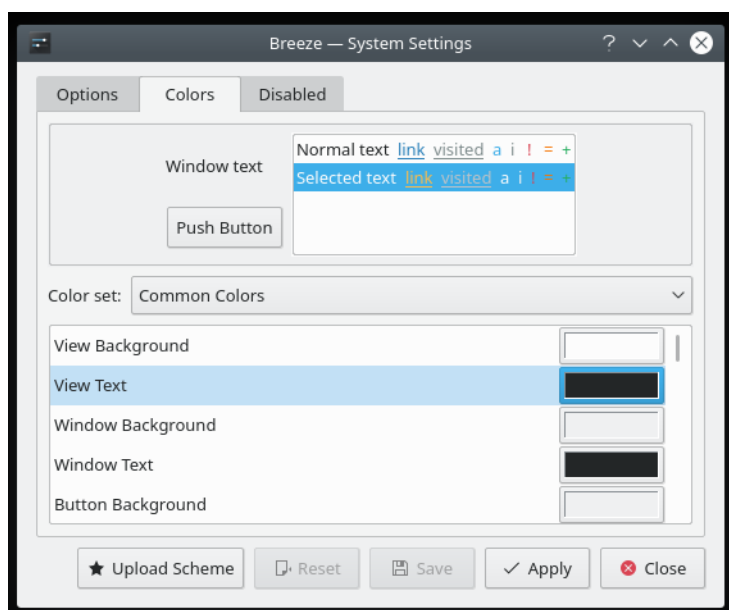 Breeze — System Settings
Options Colors Disabled
Window text
Normal text link visited a i ! = +
Selected text link visited a i ! = +
Push Button
Color set: Common Colors
View Background
View Text
Window Background
Window Text
Button Background
Upload Scheme Reset Save Apply Close